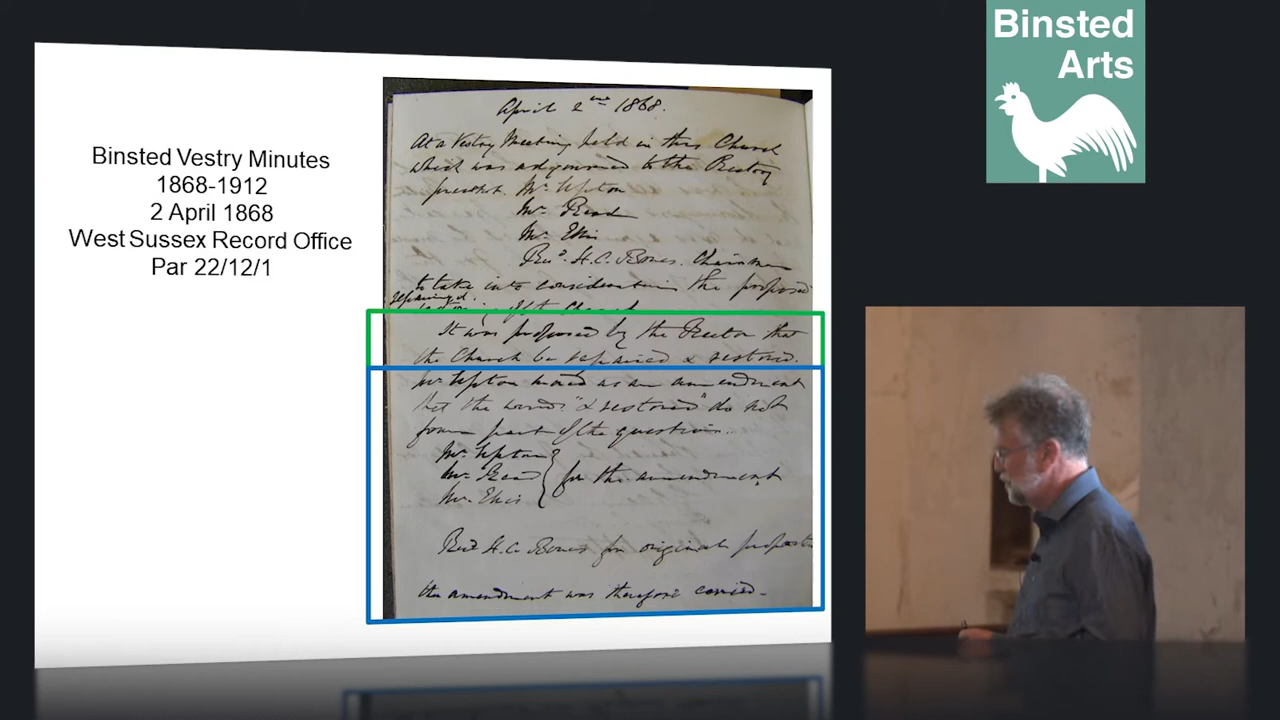 Binsted
Arts
Binsted Vestry Minutes
1868-1912
2 April 1868
West Sussex Record Office
Par 22/12/1
April 2nd 1868.
At a Vestry Meeting held in this Church
which was adjourned to the Rectory
present. Mr. Upton
Mr. Read
Mr. Ellis
Revd. H. C. Bones. Chairman
to take into consideration the proposed
repairing &
of the Church
It was proposed by the Rector that
the Church be repaired & restored.
Mr Upton moved as an amendment
that the words "& restored" do not
form part of the question.
Mr. Upton
Mr. Read } for the amendment
Mr. Ellis
Revd H. C. Bones for original
the amendment was therefore carried.